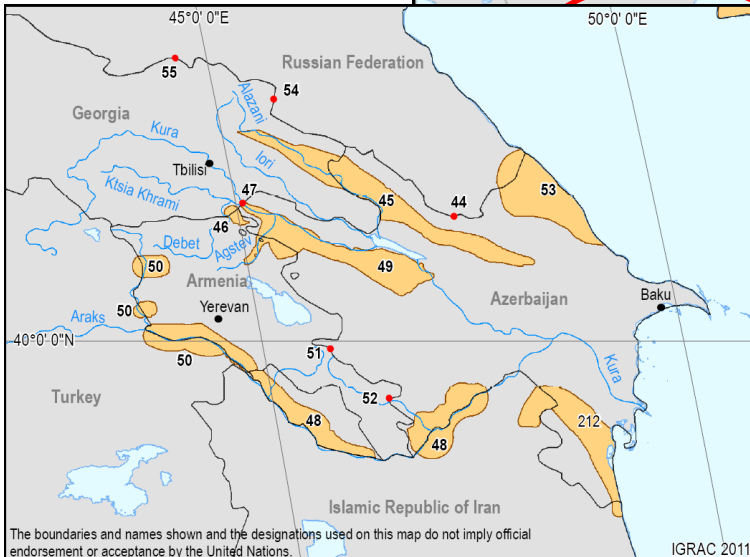 45°0' 0"E
50°0' 0"E
Russian Federation
55
54
Georgia
Alazani
Kura
Iori
Tbilisi
Ktsia Khrami
47
45
44
53
46
Debet
Agstev
50
49
Armenia
Azerbaijan
Baku
50
Yerevan
Araks
40°0' 0"N
50
51
Kura
Turkey
52
48
48
212
Islamic Republic of Iran
The boundaries and names shown and the designations used on this map do not imply official
endorsement or acceptance by the United Nations.
IGRAC 2011